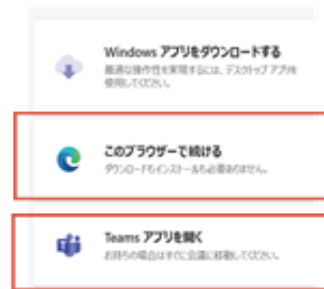 Windows アプリをダウンロードする
最適な操作性を実現するには、デスクトップ アプリを
使用してください。
このブラウザーで続ける
ダウンロードもインストールも必要ありません。
Teams アプリを開く
お持ちの場合はすぐに会議に移動してください。